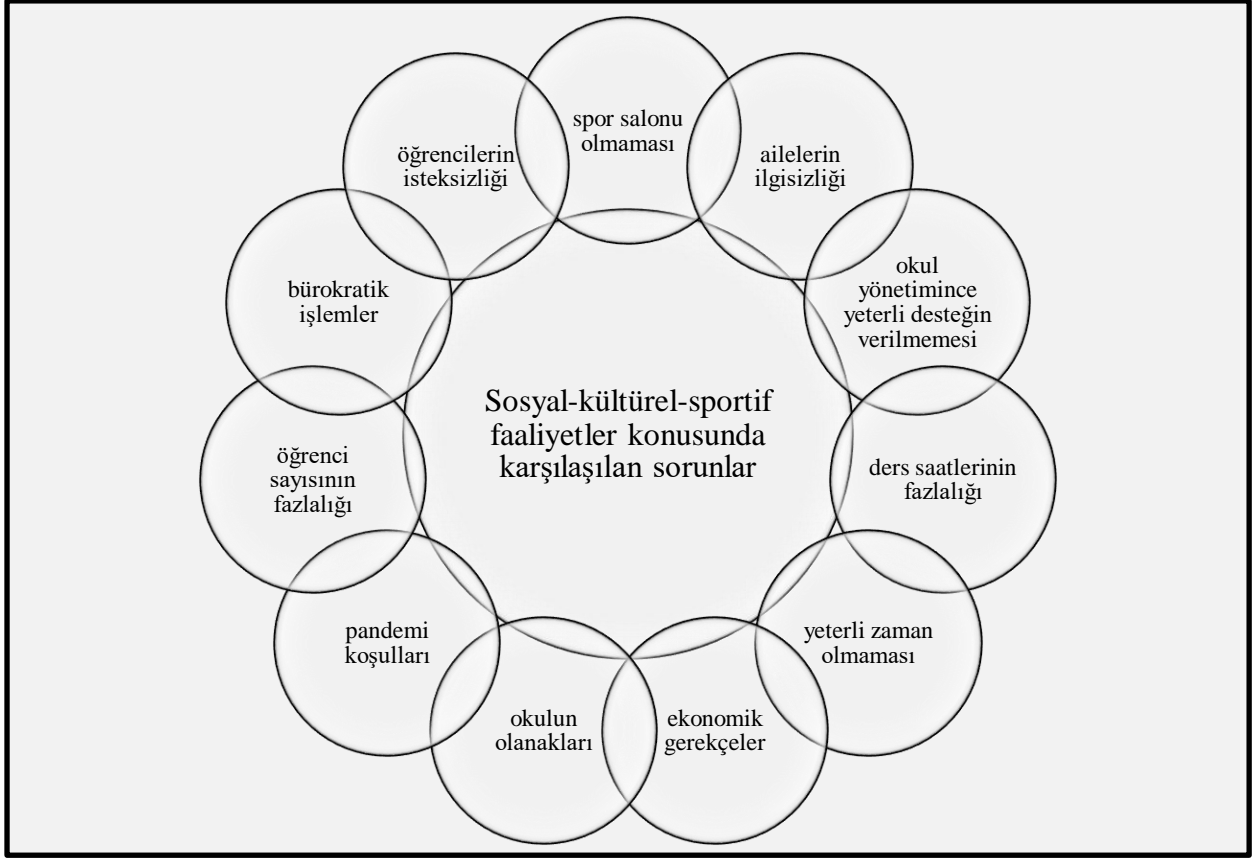 spor salonu
olmaması
ailelerin
ilgisizliği
okul
yönetimince
yeterli desteğin
verilmemesi
ders saatlerinin
fazlalığı
yeterli zaman
olmaması
ekonomik
gerekçeler
okulun
olanakları
pandemi
koşulları
öğrenci
sayısının
fazlalığı
bürokratik
işlemler
öğrencilerin
isteksizliği
Sosyal-kültürel-sportif
faaliyetler konusunda
karşılaşılan sorunlar